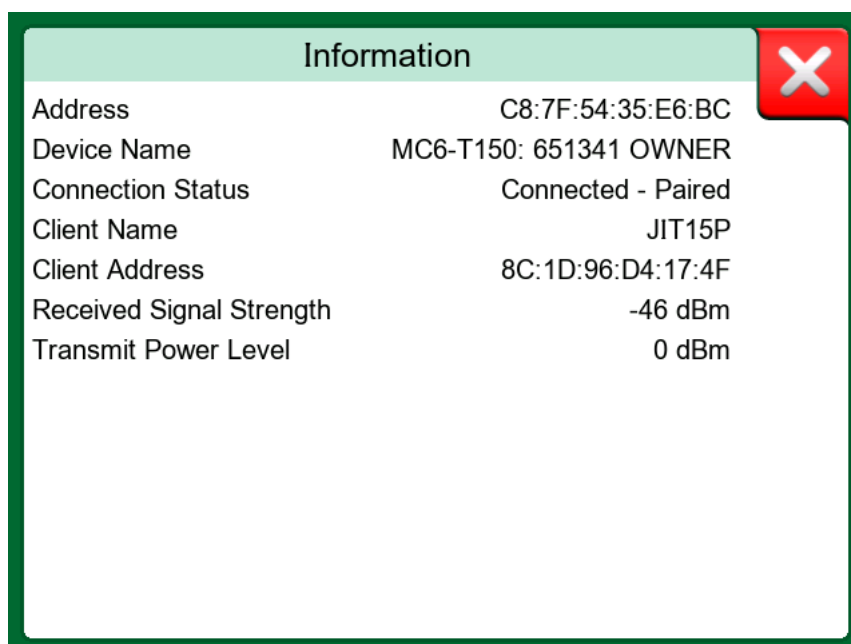 Information
Address C8:7F:54:35:E6:BC
Device Name MC6-T150: 651341 OWNER
Connection Status Connected - Paired
Client Name JIT15P
Client Address 8C:1D:96:D4:17:4F
Received Signal Strength -46 dBm
Transmit Power Level 0 dBm